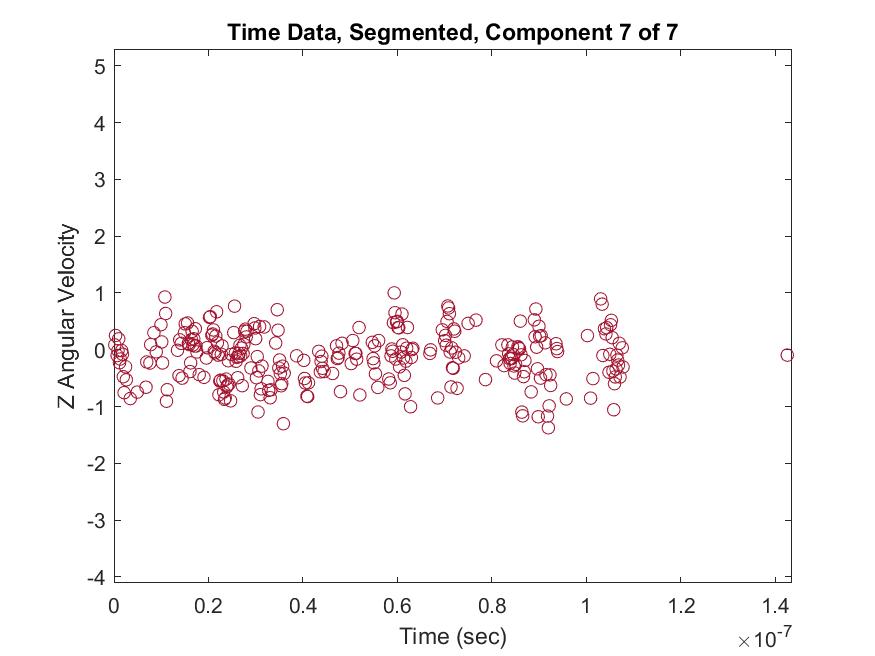 Time Data, Segmented, Component 7 of 7
5
4
3
2
1
0
-1
-2
-3
-4
Z Angular Velocity
0 0.2 0.4 0.6 0.8 1 1.2 1.4
Time (sec)
×10-7